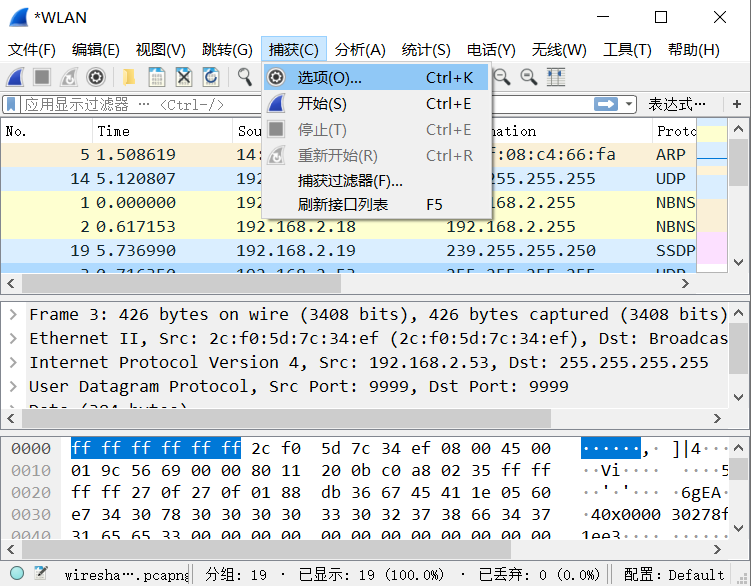 *WLAN
文件(F) 编辑(E) 视图(V) 跳转(G) 捕获(C) 分析(A) 统计(S) 电话(Y) 无线(W) 工具(T) 帮助(H)
选项(O)... Ctrl+K
开始(S) Ctrl+E
停止(T) Ctrl+E
重新开始(R) Ctrl+R
捕获过滤器(F)...
刷新接口列表 F5
应用显示过滤器 … <Ctrl-/> 表达式… +
No. Time Sou nation Proto
5 1.508619 14: f:08:c4:66:fa ARP
14 5.120807 192 255.255 UDP
1 0.000000 192 2.255 NBNS
2 0.617153 192.168.2.18 192.168.2.255 NBNS
19 5.736990 192.168.2.19 239.255.255.250 SSDP
Frame 3: 426 bytes on wire (3408 bits), 426 bytes captured (3408 bits)
Ethernet II, Src: 2c:f0:5d:7c:34:ef (2c:f0:5d:7c:34:ef), Dst: Broadcas
Internet Protocol Version 4, Src: 192.168.2.53, Dst: 255.255.255.255
User Datagram Protocol, Src Port: 9999, Dst Port: 9999
0000 ff ff ff ff ff ff 2c f0 5d 7c 34 ef 08 00 45 00 ······,· ]|4···
0010 01 9c 56 69 00 00 80 11 20 0b c0 a8 02 35 ff ff ··Vi···· ····5
0020 ff ff 27 0f 27 0f 01 88 db 36 67 45 41 1e 05 60 ··'·'··· ·6gEA·
0030 e7 34 30 78 30 30 30 30 33 30 32 37 38 66 34 37 ·40x0000 30278f
0040 31 65 65 33 00 00 00 00 00 00 00 00 00 00 00 00 1ee3
wiresha….pcapng 分组: 19 · 已显示: 19 (100.0%) · 已丢弃: 0 (0.0%) 配置: Default